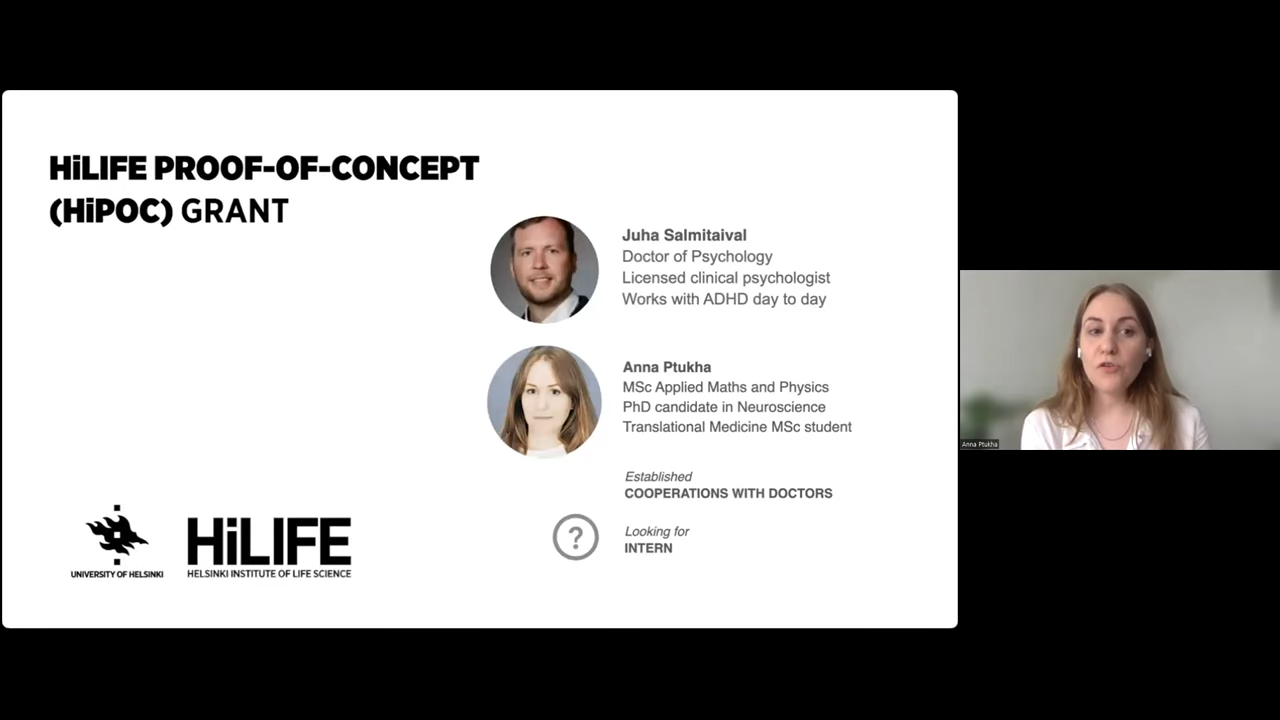 HiLIFE PROOF-OF-CONCEPT
(HiPOC) GRANT
Juha Salmitaival
Doctor of Psychology
Licensed clinical psychologist
Works with ADHD day to day
Anna Ptukha
MSc Applied Maths and Physics
PhD candidate in Neuroscience
Translational Medicine MSc student
Established
COOPERATIONS WITH DOCTORS
?
Looking for
INTERN
UNIVERSITY OF HELSINKI
HiLIFE
HELSINKI INSTITUTE OF LIFE SCIENCE
Anna Ptukha